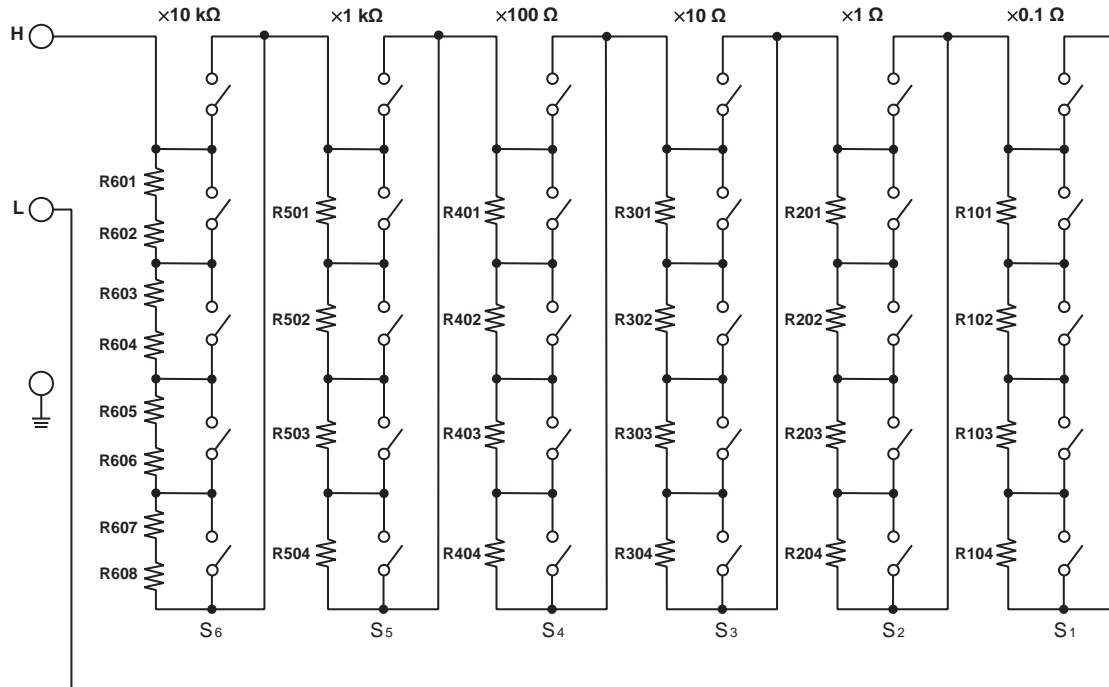 ×10 kΩ ×1 kΩ ×100 Ω ×10 Ω ×1 Ω ×0.1 Ω
H
R601
L R501 R401 R301 R201 R101
R602
R603
R502 R402 R302 R202 R102
R604
R605
R503 R403 R303 R203 R103
R606
R607
R504 R404 R304 R204 R104
R608
S6 S5 S4 S3 S2 S1